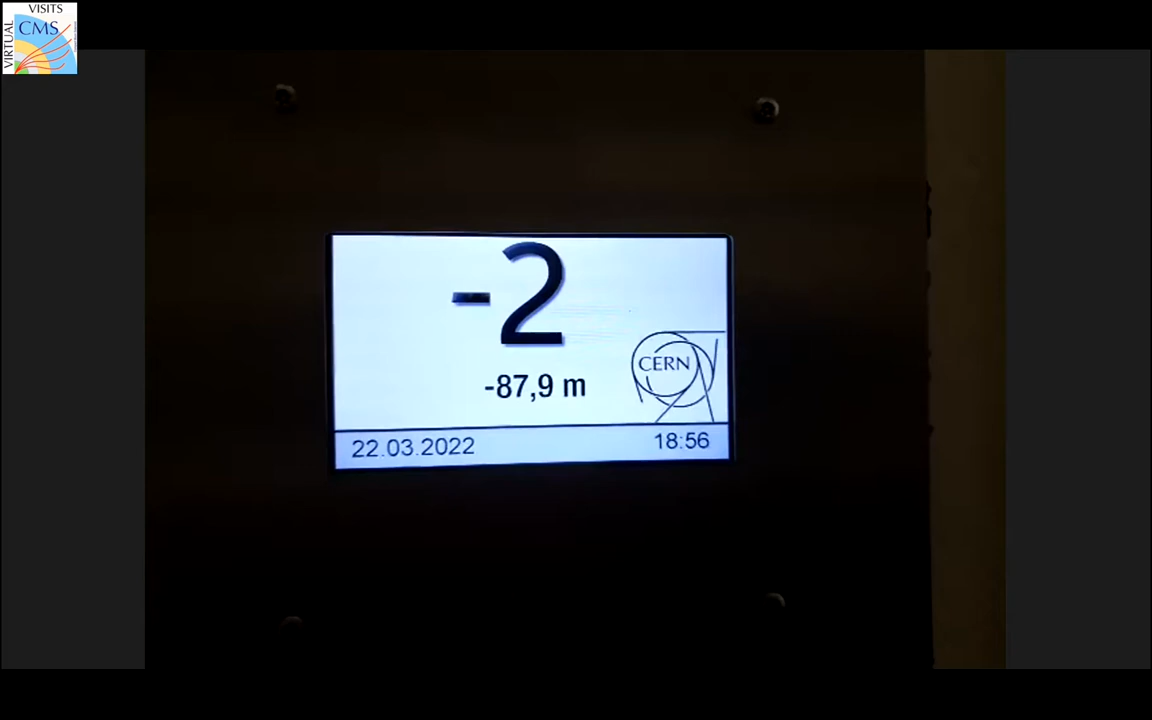 VISITS
CMS
VIRTUAL
-2
-87,9 m
CERN
22.03.2022
18:56